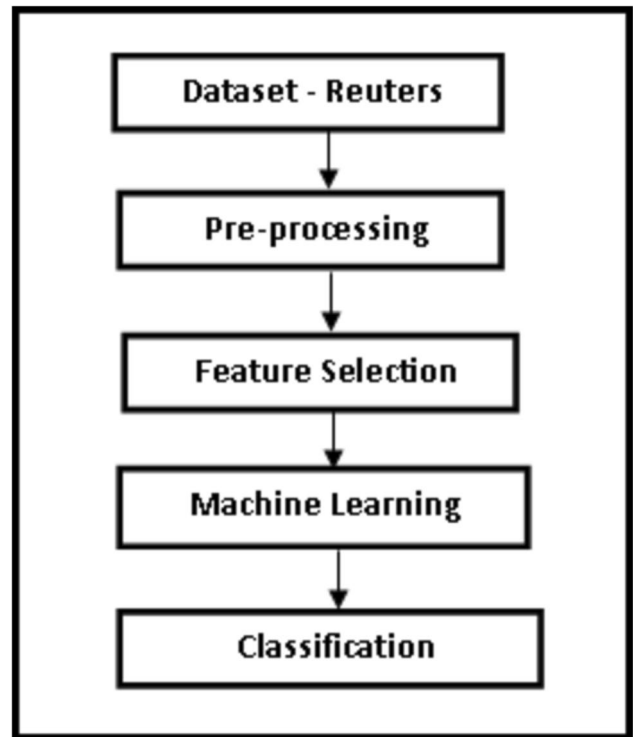 Dataset - Reuters
Pre-processing
Feature Selection
Machine Learning
Classification